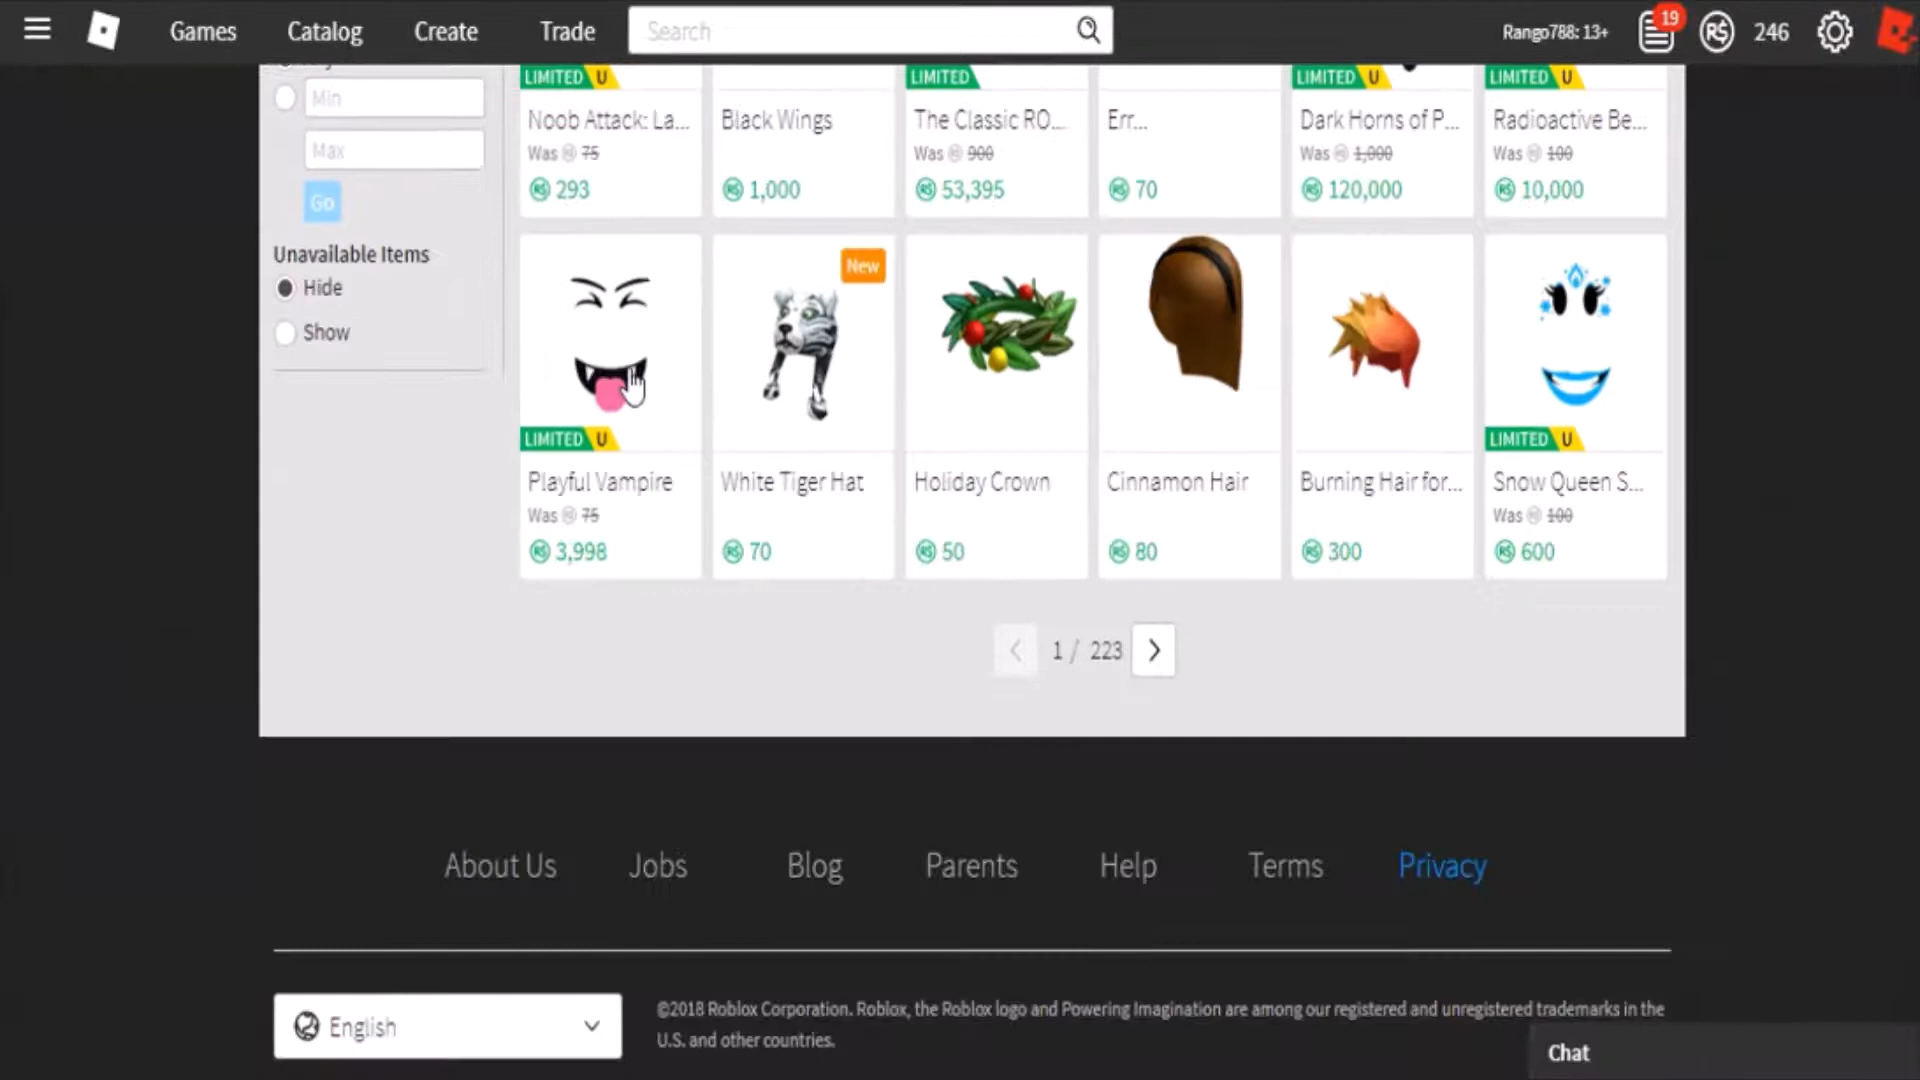 Games
Catalog
Create
Trade
Search
Rango788: 13+
19
246
Min
Max
Go
Unavailable Items
Hide
Show
LIMITED U
Noob Attack: La...
Was 75
293
Black Wings
1,000
LIMITED
The Classic RO...
Was 900
53,395
Err...
70
LIMITED U
Dark Horns of P...
Was 1,000
120,000
LIMITED U
Radioactive Be...
Was 100
10,000
LIMITED U
Playful Vampire
Was 75
3,998
New
White Tiger Hat
70
Holiday Crown
50
Cinnamon Hair
80
Burning Hair for...
300
LIMITED U
Snow Queen S...
Was 100
600
1 / 223
About Us
Jobs
Blog
Parents
Help
Terms
Privacy
English
©2018 Roblox Corporation. Roblox, the Roblox logo and Powering Imagination are among our registered and unregistered trademarks in the
U.S. and other countries.
Chat